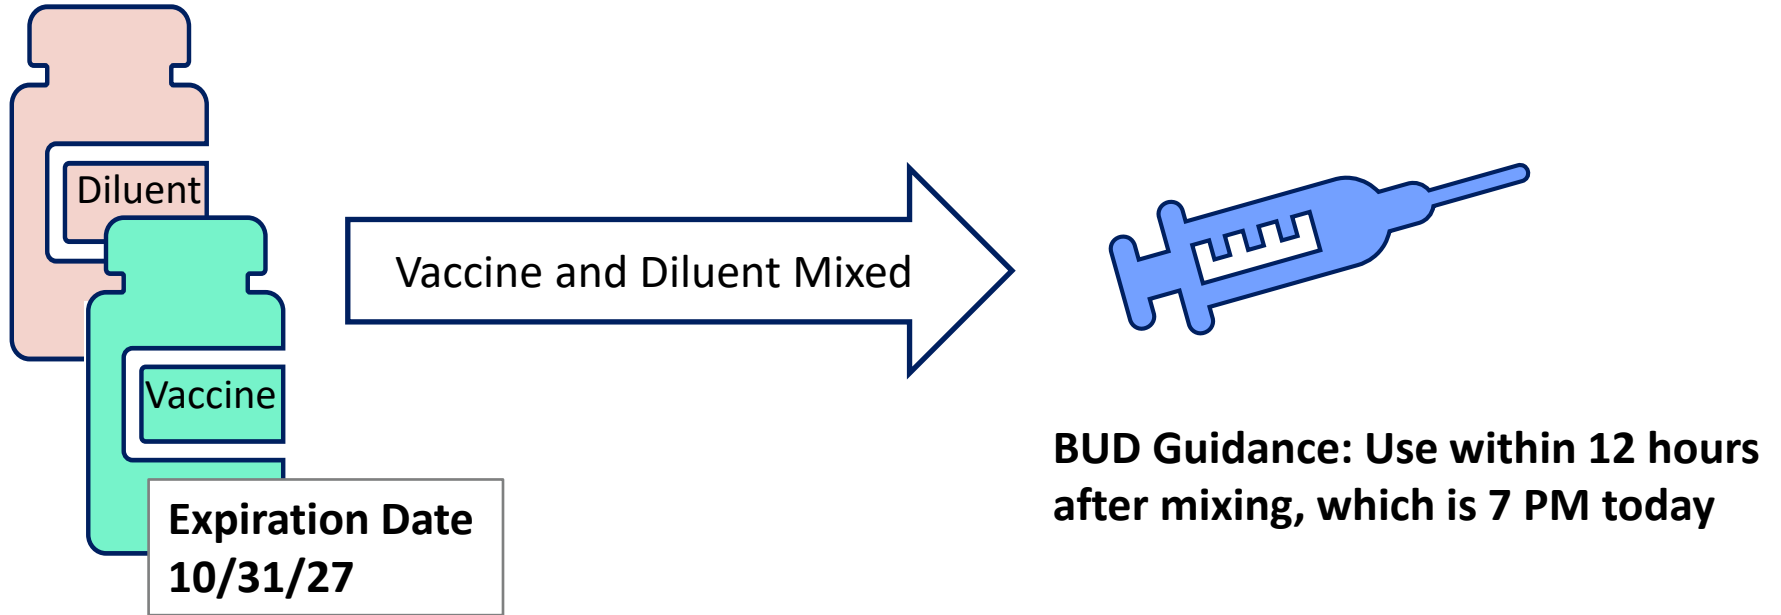 Diluent
Vaccine
Expiration Date
10/31/27
Vaccine and Diluent Mixed
BUD Guidance: Use within 12 hours
after mixing, which is 7 PM today